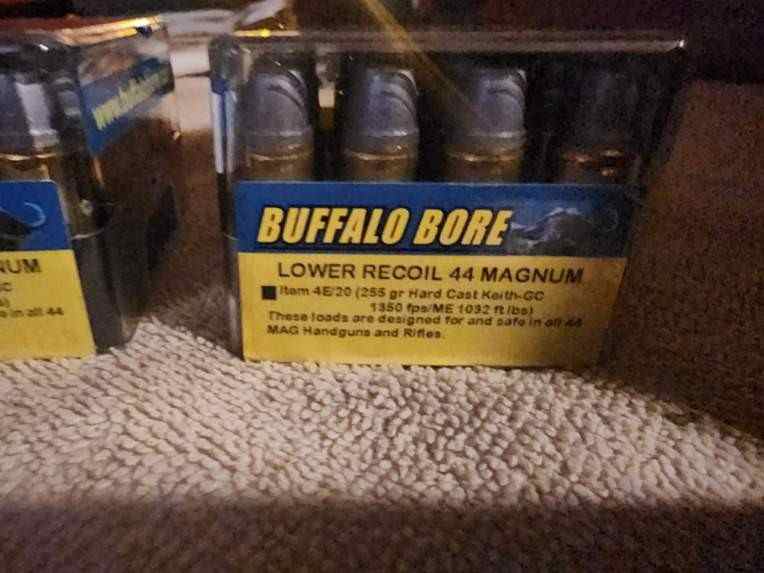 BUFFALO BORE
LOWER RECOIL 44 MAGNUM
Item 4E/20 (255 gr Hard Cast Keith-GC
1350 fps/ME 1032 ft lbs)
These loads are designed for and safe in all 44
MAG Handguns and Rifles.
NUM
GC
s)
e in all 44